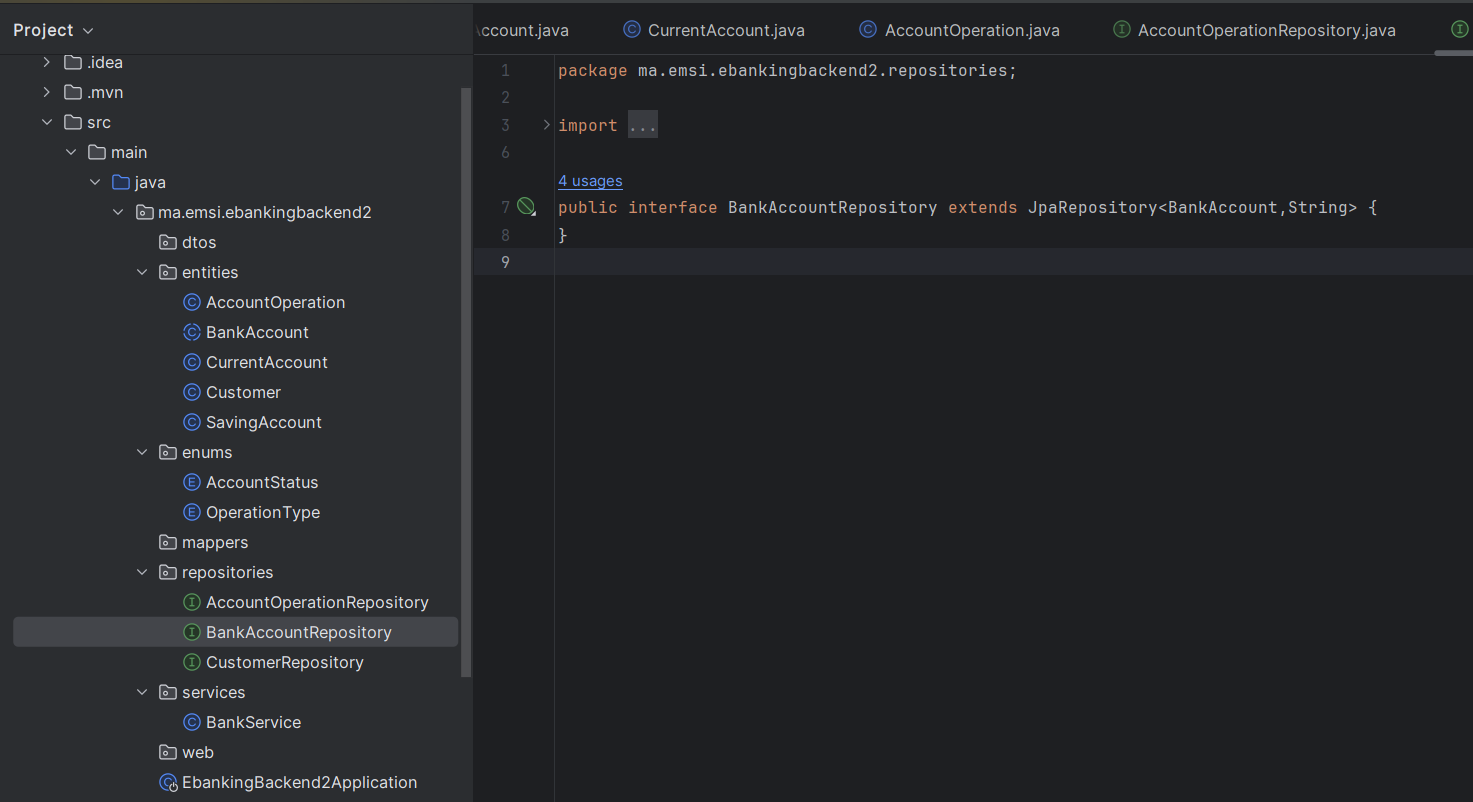 Project
.idea
.mvn
src
main
java
ma.emsi.ebankingbackend2
dtos
entities
AccountOperation
BankAccount
CurrentAccount
Customer
SavingAccount
enums
AccountStatus
OperationType
mappers
repositories
AccountOperationRepository
BankAccountRepository
CustomerRepository
services
BankService
web
EbankingBackend2Application
ccount.java CurrentAccount.java AccountOperation.java AccountOperationRepository.java
1 package ma.emsi.ebankingbackend2.repositories;
2
3 import ...
6
4 usages
7 public interface BankAccountRepository extends JpaRepository<BankAccount,String> {
8 }
9